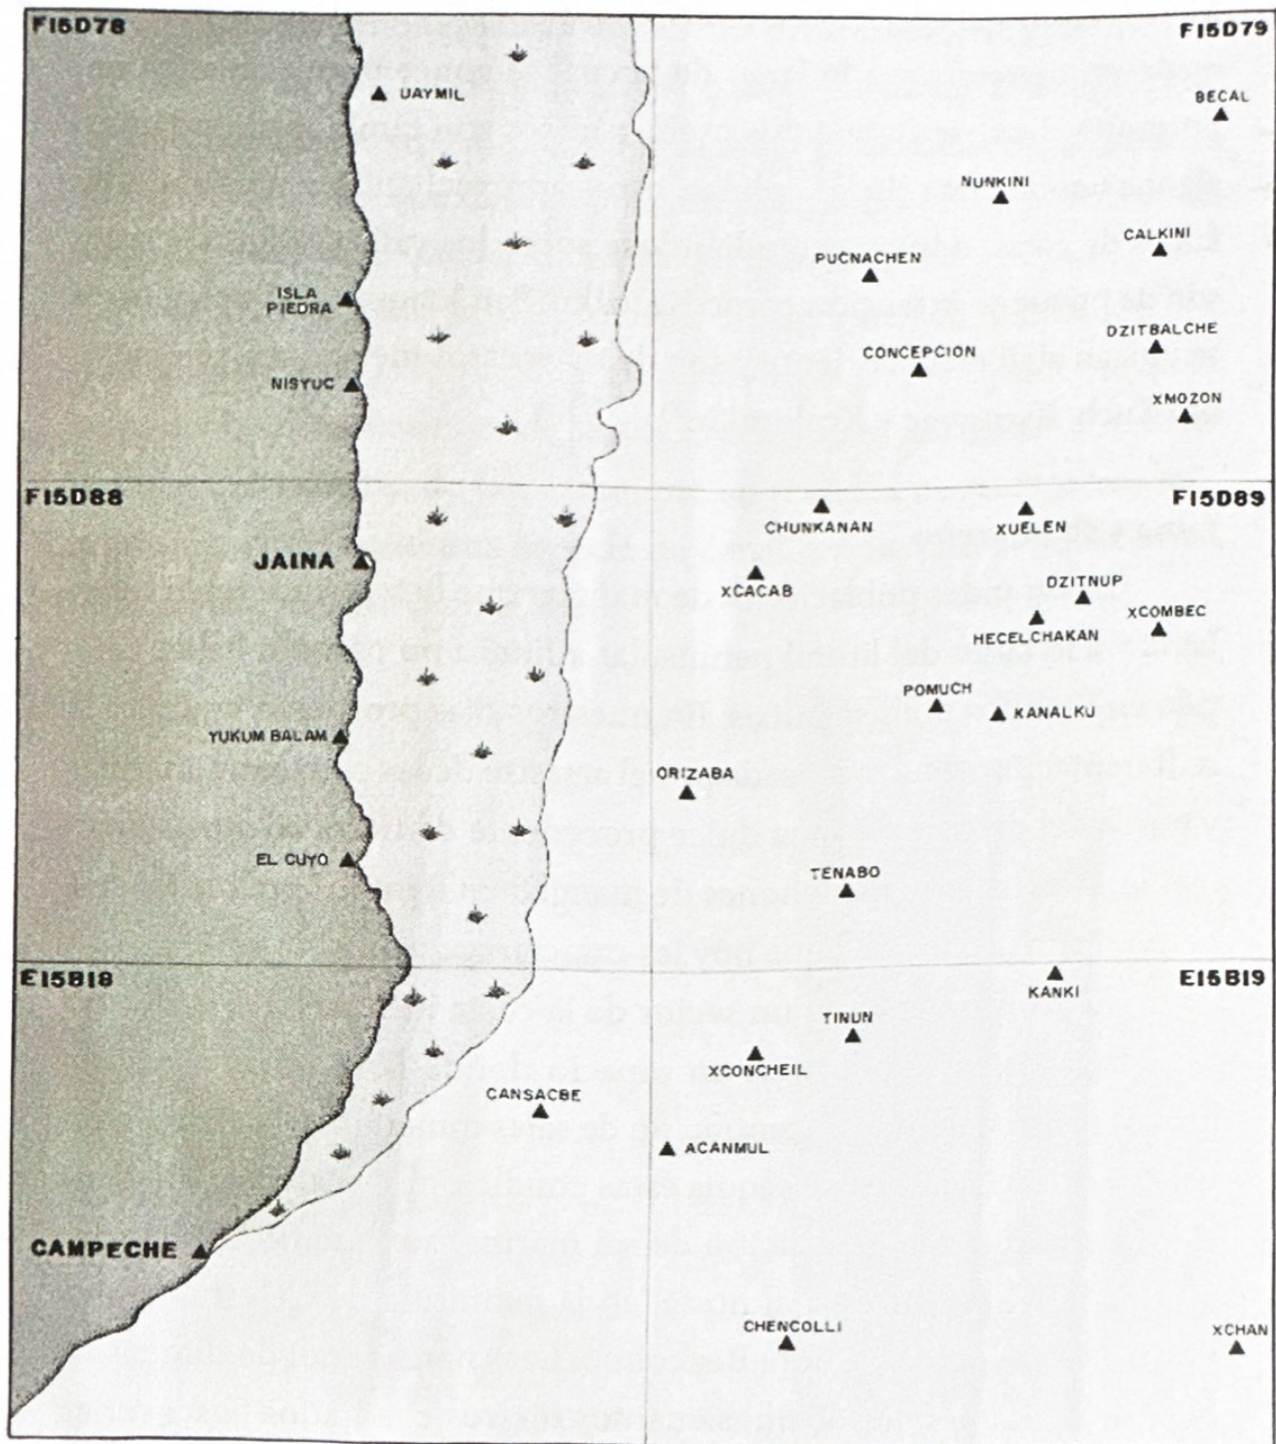 F15D78
F15D79
UAYMIL
BECAL
NUNKINI
CALKINI
PUCNACHEN
ISLA
PIEDRA
DZITBALCHE
CONCEPCION
NISYUC
XMOZON
F15D88
F15D89
CHUNKANAN
XUELEN
JAINA
XCACAB
DZITNUP
XCOMBEC
HECELCHAKAN
POMUCH
KANALKU
YUKUM BALAM
ORIZABA
EL CUYO
TENABO
E15B18
E15B19
KANKI
TINUN
XCONCHEIL
CANSACBE
ACANMUL
CAMPECHE
CHENCOLLI
XCHAN